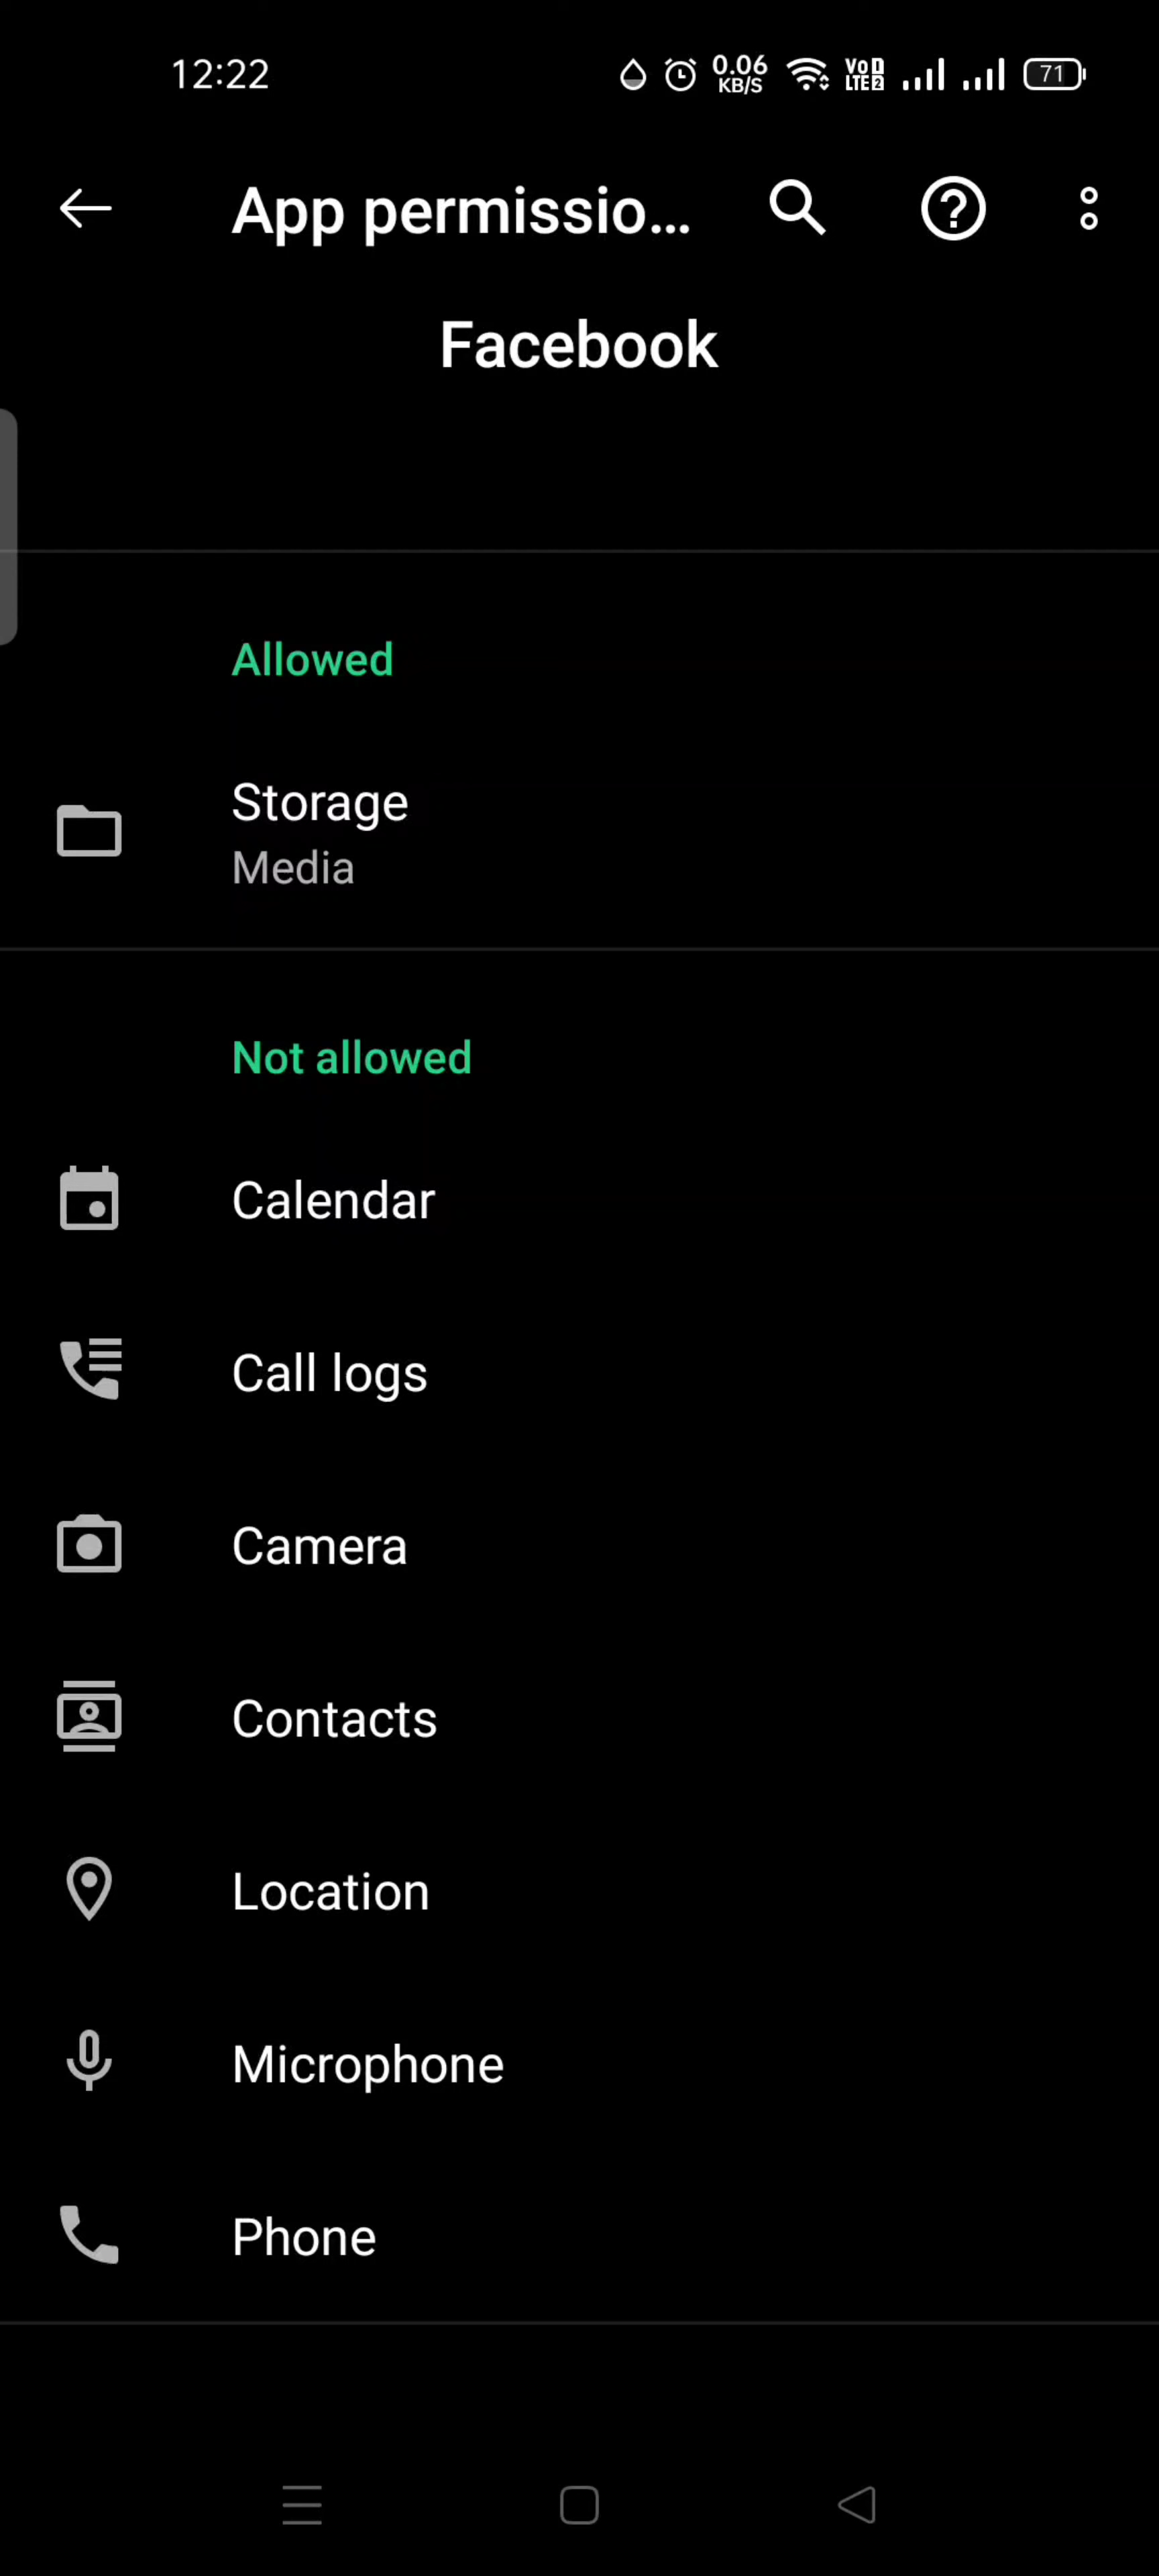 12:22
0.06
KB/S
VoD
LTE2
71
App permissio...
Facebook
Allowed
Storage
Media
Not allowed
Calendar
Call logs
Camera
Contacts
Location
Microphone
Phone